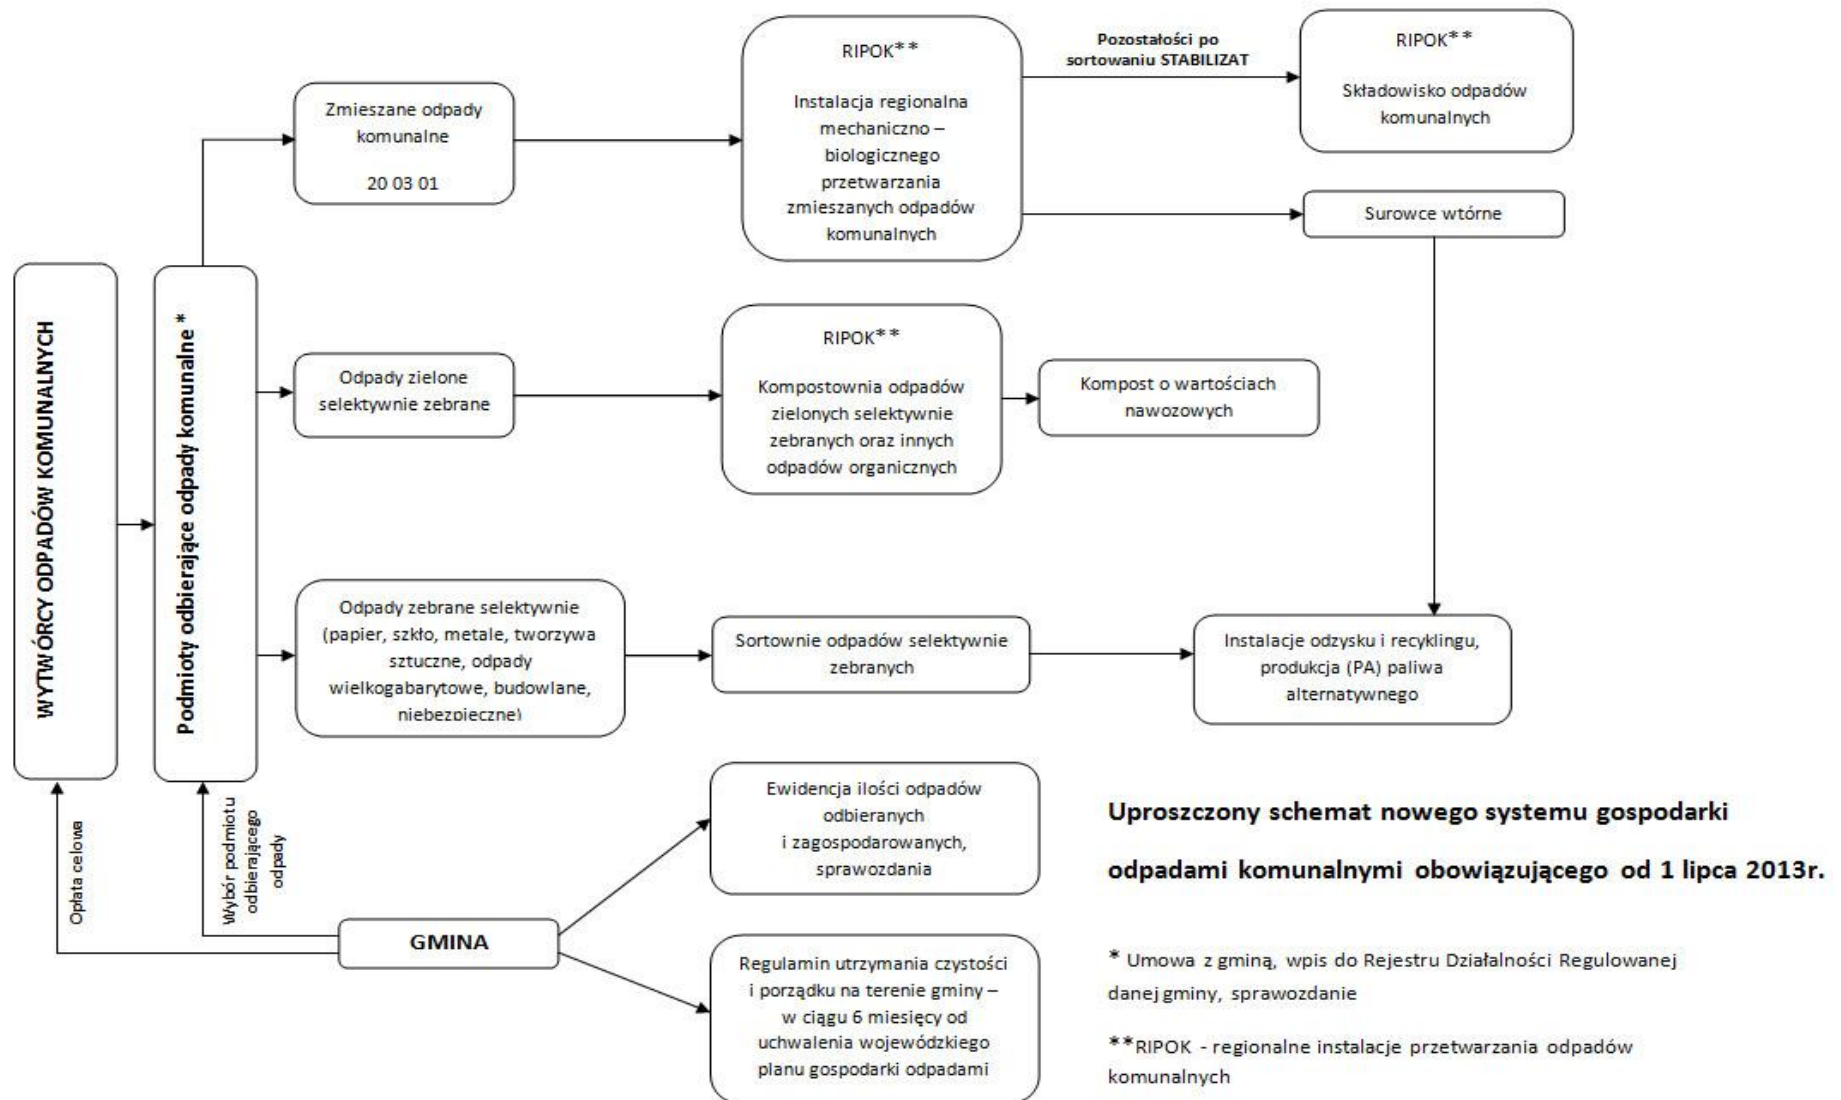 WYTWÓRCY ODPADÓW KOMUNALNYCH
Podmioty odbierające odpady komunalne *
Zmieszane odpady
komunalne
20 03 01
RIPOK**
Instalacja regionalna
mechaniczno –
biologicznego
przetwarzania
zmieszanych odpadów
komunalnych
Pozostałości po
sortowaniu STABILIZAT
RIPOK**
Składowisko odpadów
komunalnych
Surowce wtórne
Odpady zielone
selektywnie zebrane
RIPOK**
Kompostownia odpadów
zielonych selektywnie
zebranych oraz innych
odpadów organicznych
Kompost o wartościach
nawozowych
Odpady zebrane selektywnie
(papier, szkło, metale, tworzywa
sztuczne, odpady
wielkogabarytowe, budowlane,
niebezpieczne)
Sortownie odpadów selektywnie
zebranych
Instalacje odzysku i recyklingu,
produkcja (PA) paliwa
alternatywnego
Opłata celowa
Wybór podmiotu
odbierającego
odpady
GMINA
Ewidencja ilości odpadów
odbieranych
i zagospodarowanych,
sprawozdania
Regulamin utrzymania czystości
i porządku na terenie gminy –
w ciągu 6 miesięcy od
uchwalenia wojewódzkiego
planu gospodarki odpadami
Uproszczony schemat nowego systemu gospodarki
odpadami komunalnymi obowiązującego od 1 lipca 2013r.
* Umowa z gminą, wpis do Rejestru Działalności Regulowanej
danej gminy, sprawozdanie
**RIPOK - regionalne instalacje przetwarzania odpadów
komunalnych